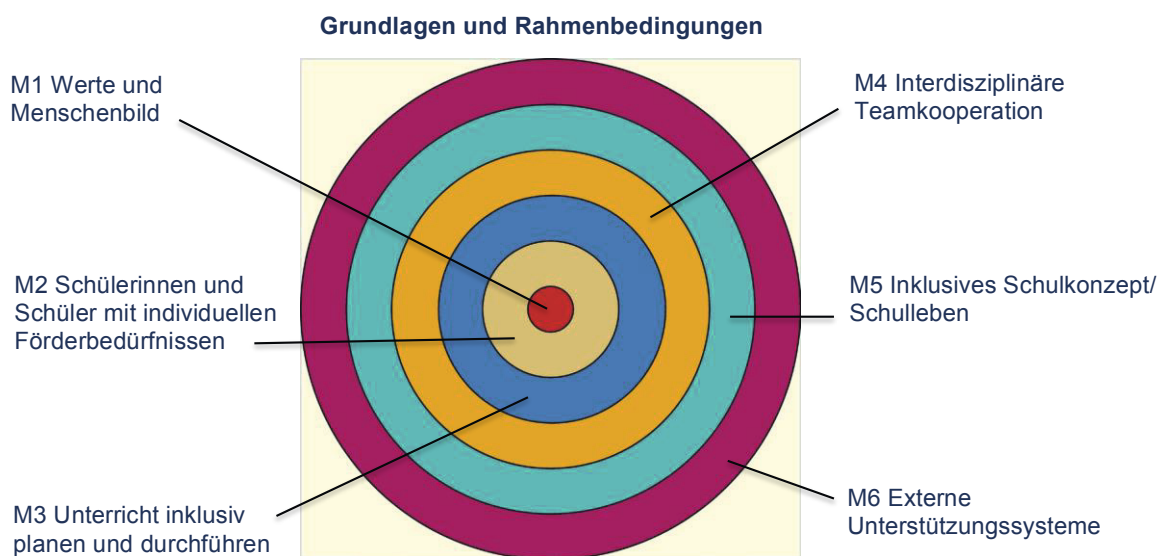 Grundlagen und Rahmenbedingungen
M1 Werte und
Menschenbild
M2 Schülerinnen und
Schüler mit individuellen
Förderbedürfnissen
M3 Unterricht inklusiv
planen und durchführen
M4 Interdisziplinäre
Teamkooperation
M5 Inklusives Schulkonzept/
Schulleben
M6 Externe
Unterstützungssysteme